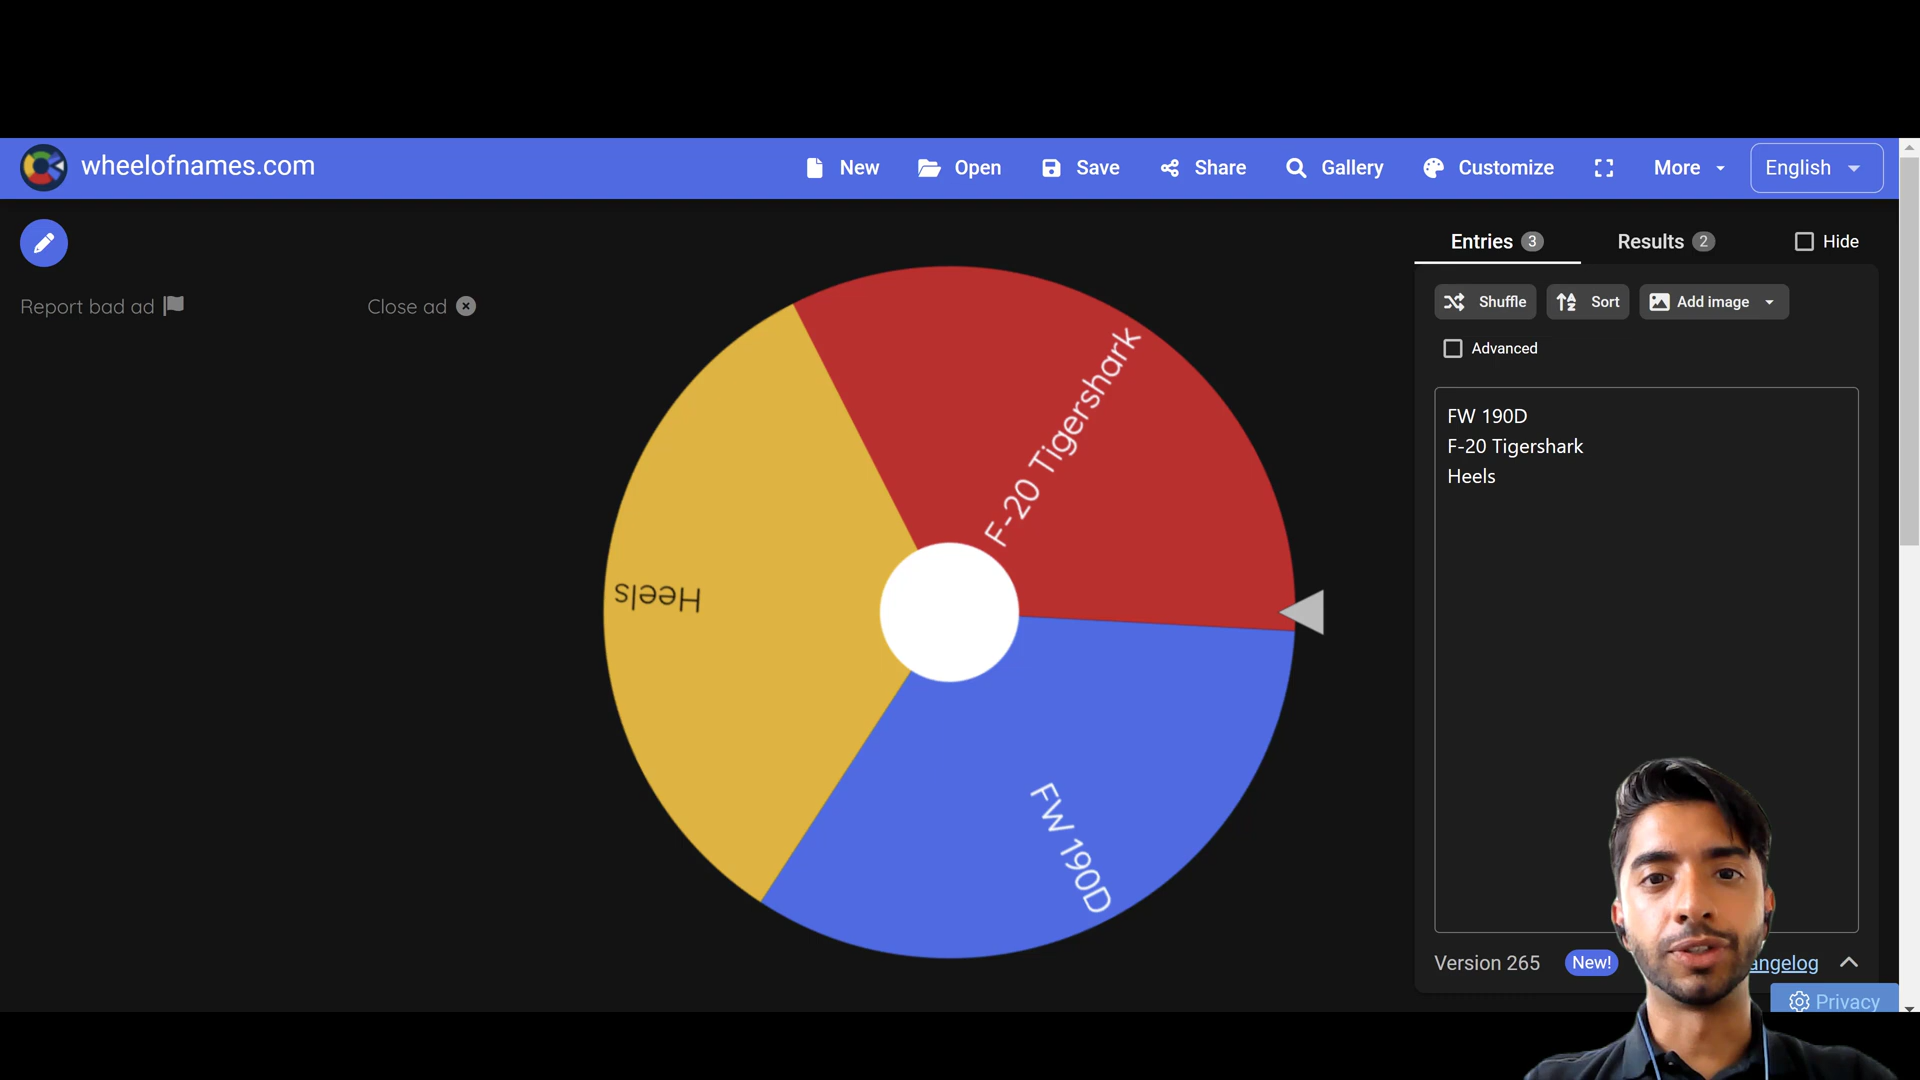 wheelofnames.com
New
Open
Save
Share
Gallery
Customize
More
English
Report bad ad
Close ad
Entries 3
Results 2
Hide
Shuffle
Sort
Add image
Advanced
FW 190D
F-20 Tigershark
Heels
F-20 Tigershark
Heels
FW 190D
Version 265
New!
Privacy